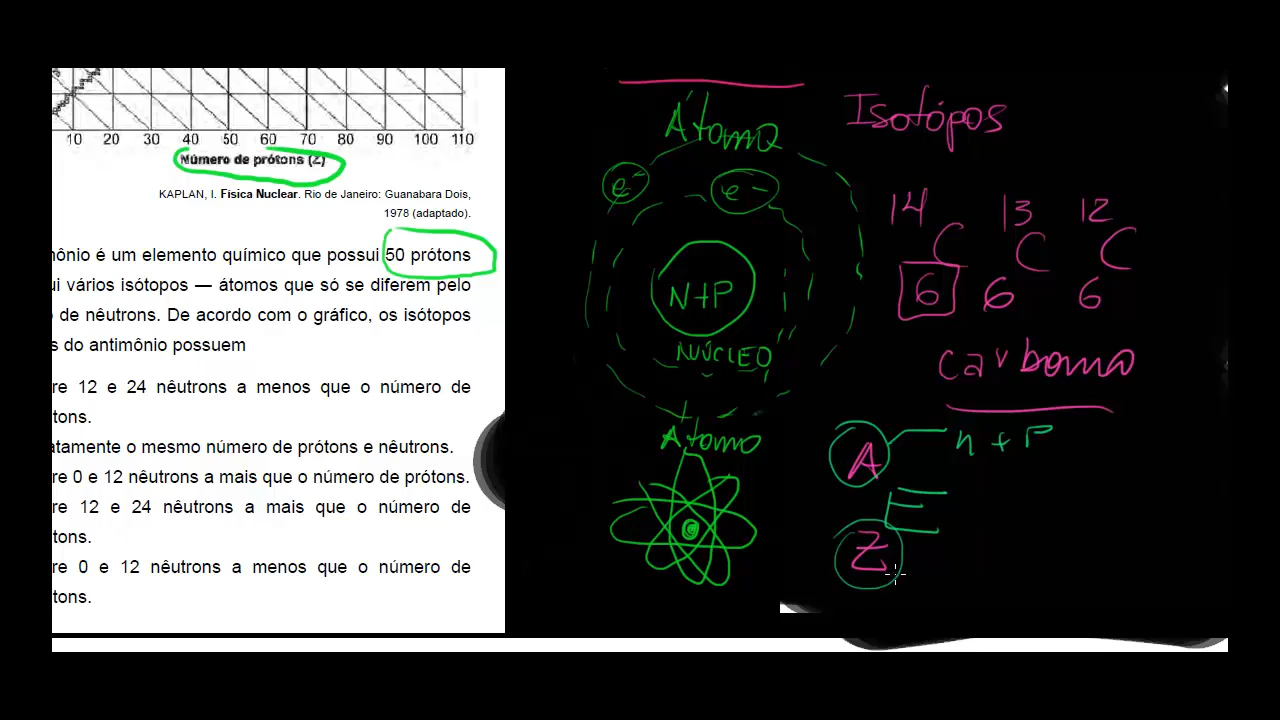 10 20 30 40 50 60 70 80 90 100 110
Número de prótons (Z)
KAPLAN, I. Física Nuclear. Rio de Janeiro: Guanabara Dois,
1978 (adaptado).
mônio é um elemento químico que possui 50 prótons
ui vários isótopos — átomos que só se diferem pelo
o de nêutrons. De acordo com o gráfico, os isótopos
s do antimônio possuem
re 12 e 24 nêutrons a menos que o número de
tons.
atamente o mesmo número de prótons e nêutrons.
re 0 e 12 nêutrons a mais que o número de prótons.
re 12 e 24 nêutrons a mais que o número de
tons.
re 0 e 12 nêutrons a menos que o número de
tons.
Átomo
e- e-
N+P
NÚCLEO
Átomo
Isotópos
14 13 12
C C C
6 6 6
Carbono
A n + P
E
Z